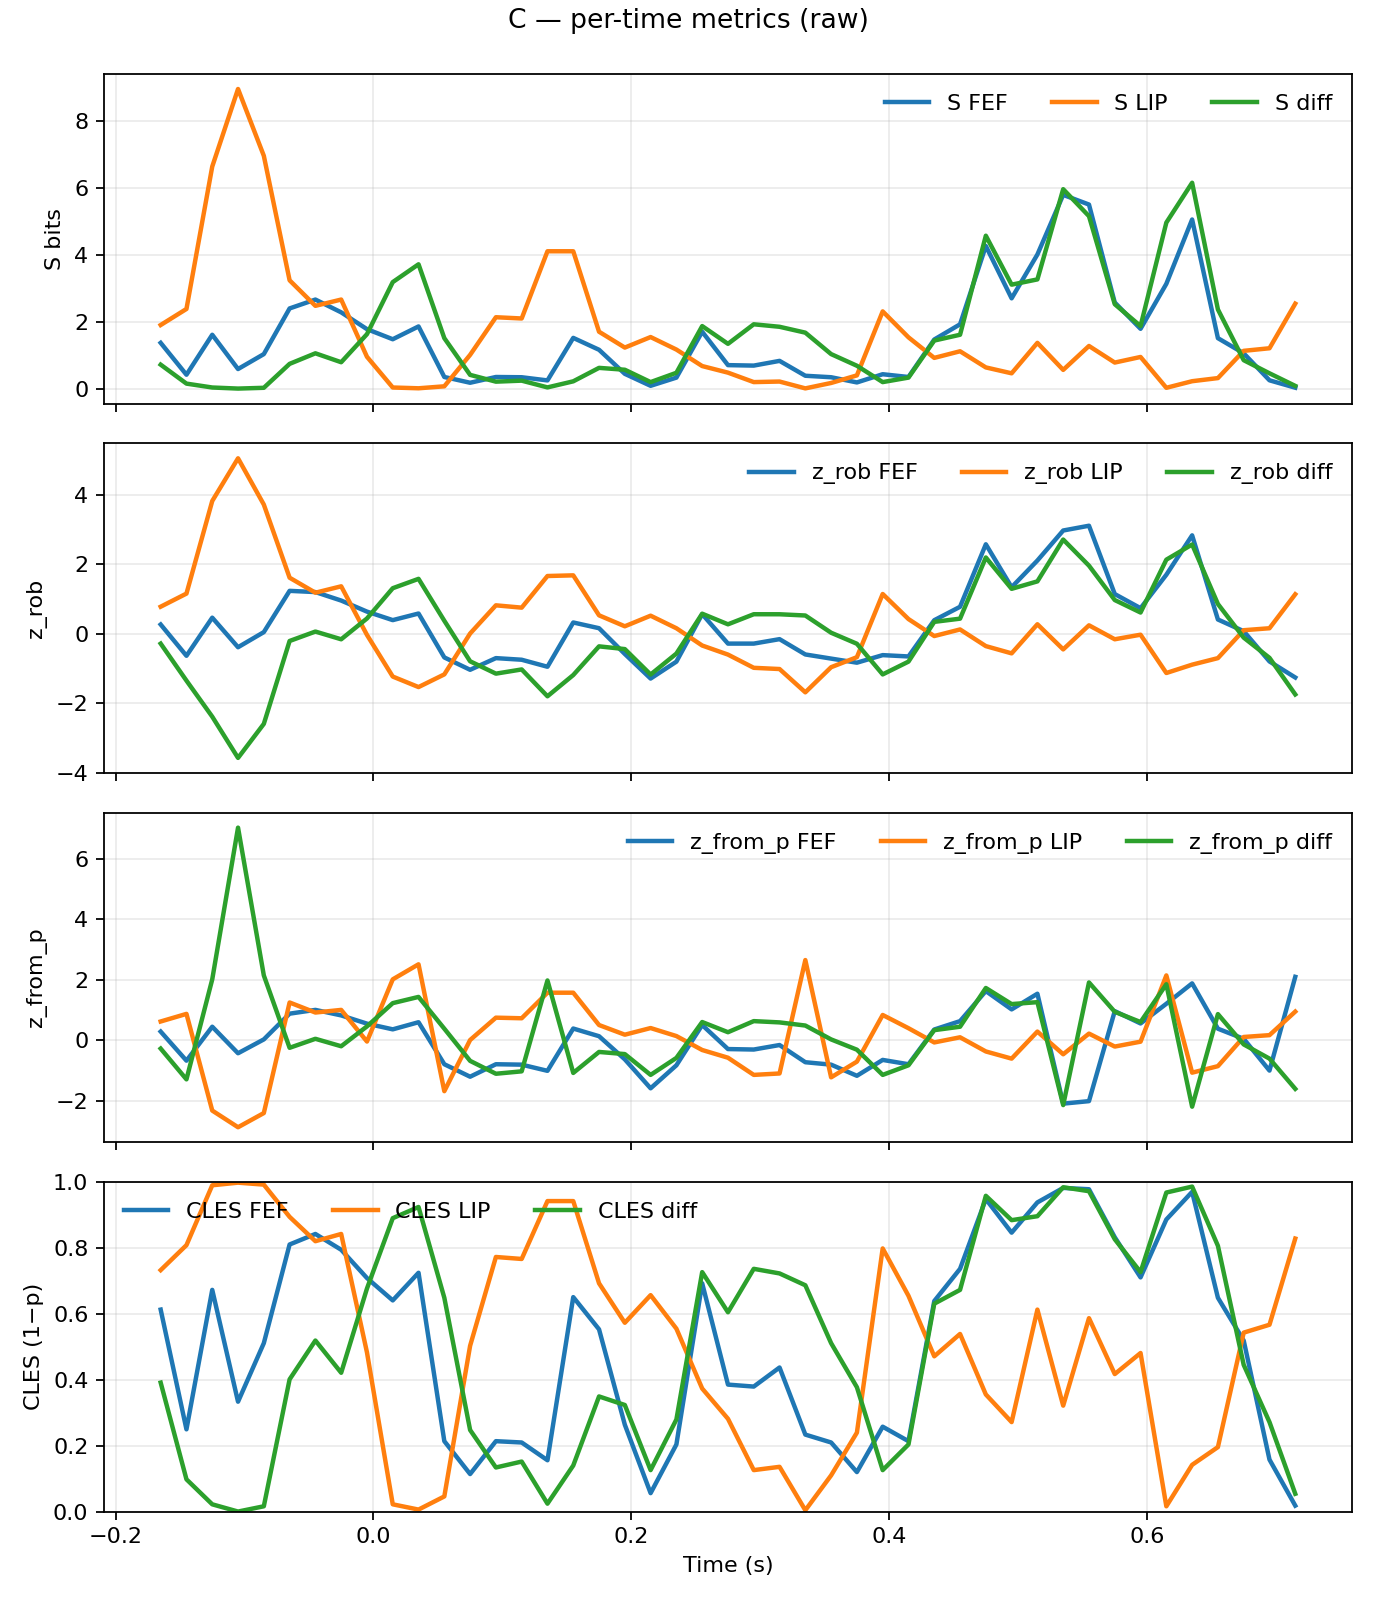 C — per-time metrics (raw)
S FEF S LIP S diff
S bits
8
6
4
2
0
z_rob FEF z_rob LIP z_rob diff
z_rob
4
2
0
−2
−4
z_from_p FEF z_from_p LIP z_from_p diff
z_from_p
6
4
2
0
−2
CLES FEF CLES LIP CLES diff
CLES (1−p)
1.0
0.8
0.6
0.4
0.2
0.0
−0.2 0.0 0.2 0.4 0.6
Time (s)